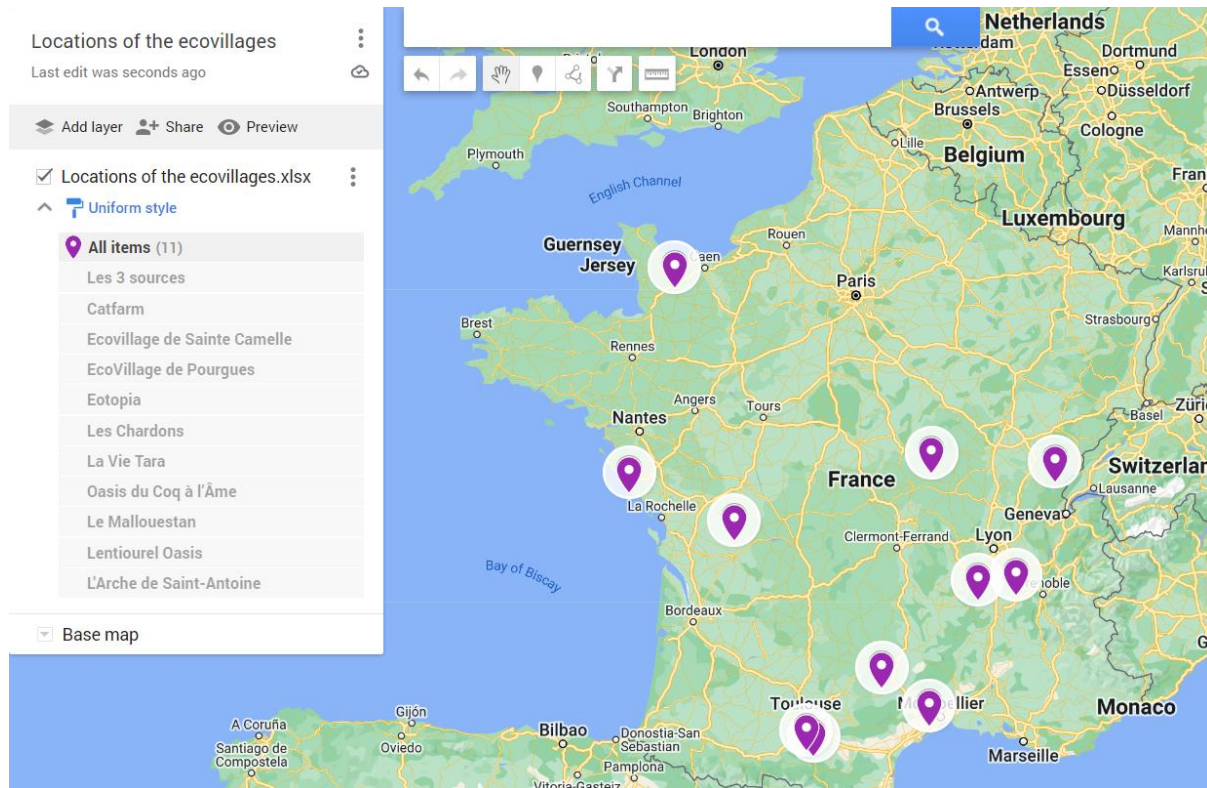 Locations of the ecovillages
Last edit was seconds ago
Add layer Share Preview
Locations of the ecovillages.xlsx
Uniform style
All items (11)
Les 3 sources
Catfarm
Ecovillage de Sainte Camelle
EcoVillage de Pourgues
Eotopia
Les Chardons
La Vie Tara
Oasis du Coq à l'Âme
Le Mallouestan
Lentiourel Oasis
L'Arche de Saint-Antoine
Base map
Netherlands
London
Dortmund
Essen
Antwerp
Düsseldorf
Southampton
Brighton
Brussels
Cologne
Plymouth
Lille
Belgium
English Channel
Luxembourg
Guernsey
Jersey
Rouen
Paris
Strasbourg
Brest
Rennes
Angers
Tours
Nantes
Basel
France
La Rochelle
Lausanne
Geneva
Clermont-Ferrand
Lyon
Bay of Biscay
Bordeaux
Toulouse
Monaco
Marseille
A Coruña
Gijón
Santiago de
Compostela
Oviedo
Bilbao
Donostia-San
Sebastian
Pamplona
Vitoria-Gasteiz